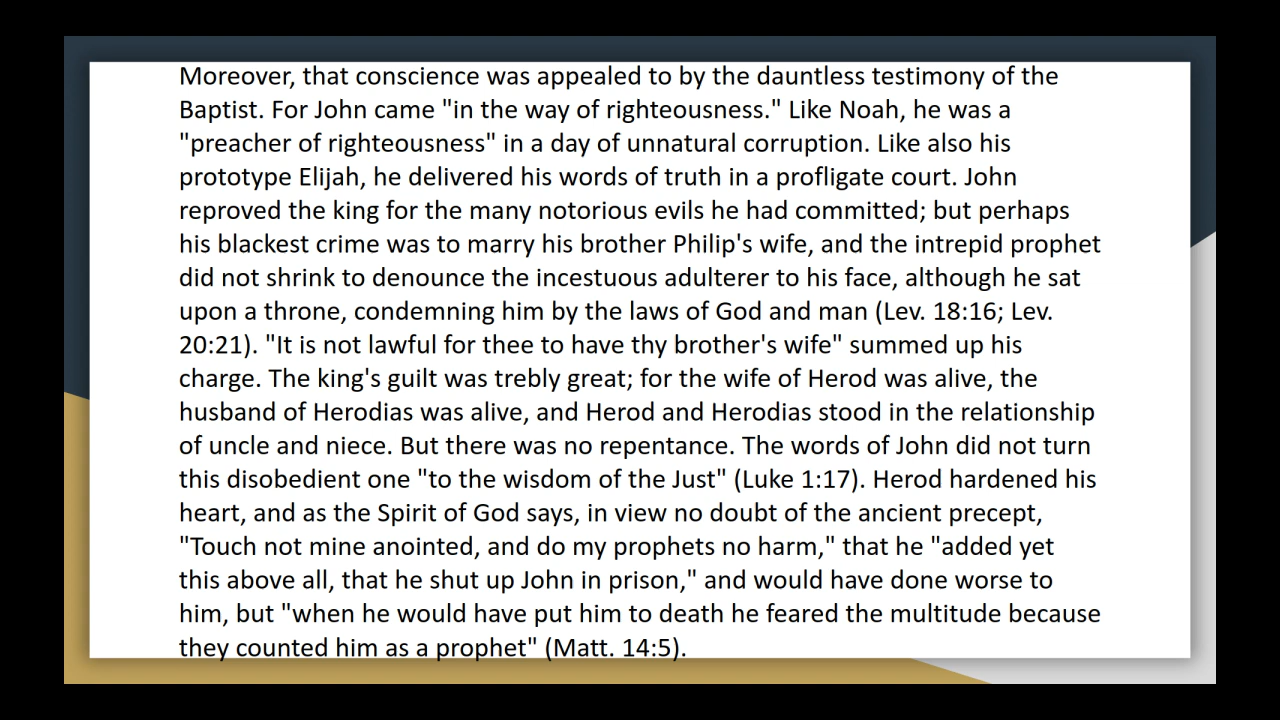 Moreover, that conscience was appealed to by the dauntless testimony of the
Baptist. For John came "in the way of righteousness." Like Noah, he was a
"preacher of righteousness" in a day of unnatural corruption. Like also his
prototype Elijah, he delivered his words of truth in a profligate court. John
reproved the king for the many notorious evils he had committed; but perhaps
his blackest crime was to marry his brother Philip's wife, and the intrepid prophet
did not shrink to denounce the incestuous adulterer to his face, although he sat
upon a throne, condemning him by the laws of God and man (Lev. 18:16; Lev.
20:21). "It is not lawful for thee to have thy brother's wife" summed up his
charge. The king's guilt was trebly great; for the wife of Herod was alive, the
husband of Herodias was alive, and Herod and Herodias stood in the relationship
of uncle and niece. But there was no repentance. The words of John did not turn
this disobedient one "to the wisdom of the Just" (Luke 1:17). Herod hardened his
heart, and as the Spirit of God says, in view no doubt of the ancient precept,
"Touch not mine anointed, and do my prophets no harm," that he "added yet
this above all, that he shut up John in prison," and would have done worse to
him, but "when he would have put him to death he feared the multitude because
they counted him as a prophet" (Matt. 14:5).